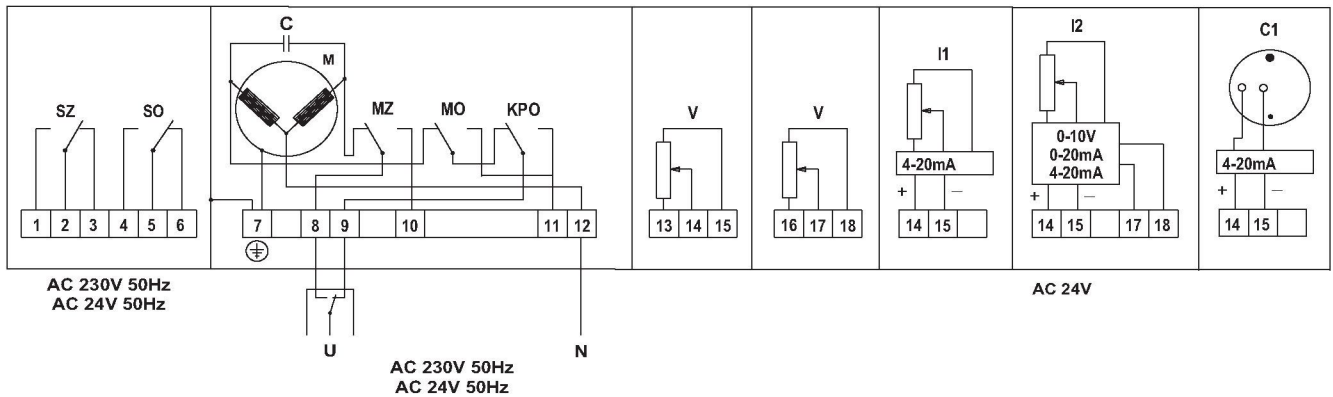 C
M
SZ
SO
MZ
MO
KPO
V
V
I1
I2
C1
0-10V
0-20mA
4-20mA
4-20mA
4-20mA
+ −
+ −
+ −
1 2 3 4 5 6
7 8 9 10 11 12
13 14 15
16 17 18
14 15
14 15 17 18
14 15
AC 230V 50Hz
AC 24V 50Hz
AC 24V
U
N
AC 230V 50Hz
AC 24V 50Hz